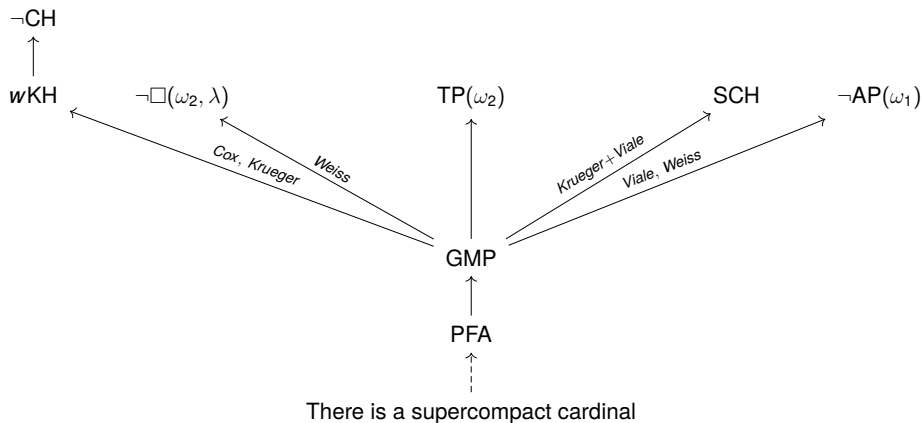 ¬CH
wKH ¬□(ω₂, λ) TP(ω₂) SCH ¬AP(ω₁)
Cox, Krueger
Weiss
Krueger+Viale
Viale, Weiss
GMP
PFA
There is a supercompact cardinal